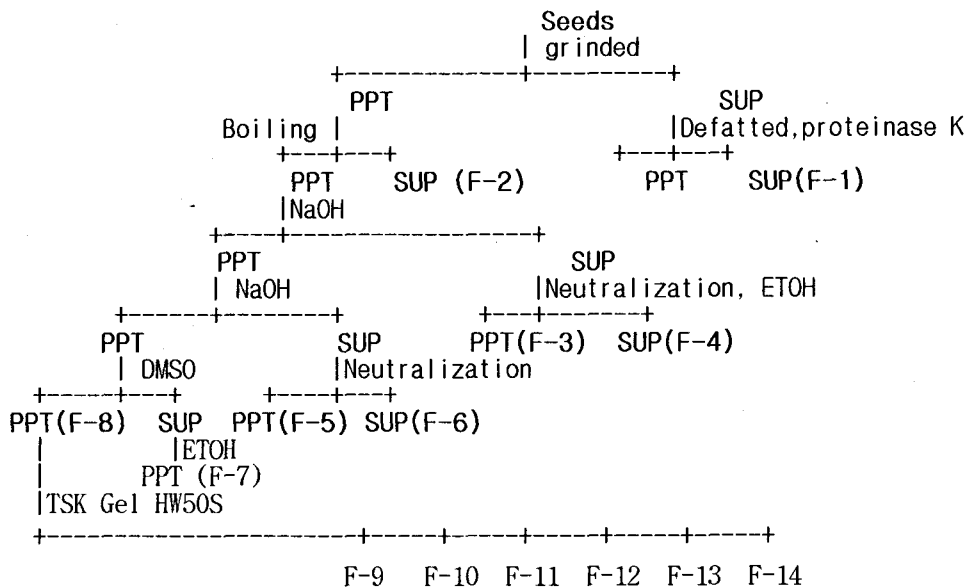 Seeds
| grinded
+------------------+--------------+
PPT SUP
Boiling | |Defatted,proteinase K
+----+----+ +----+----+
PPT SUP (F-2) PPT SUP(F-1)
|NaOH
+-----+------------------------+
PPT SUP
| NaOH |Neutralization, ETOH
+--------+-----------+ +----+---------+
PPT SUP PPT(F-3) SUP(F-4)
| DMSO |Neutralization
+-------+----+ +-----+----+
PPT(F-8) SUP PPT(F-5) SUP(F-6)
| |ETOH
| PPT (F-7)
|TSK Gel HW50S
+-----------------------+------+------+------+------+------+
F-9 F-10 F-11 F-12 F-13 F-14